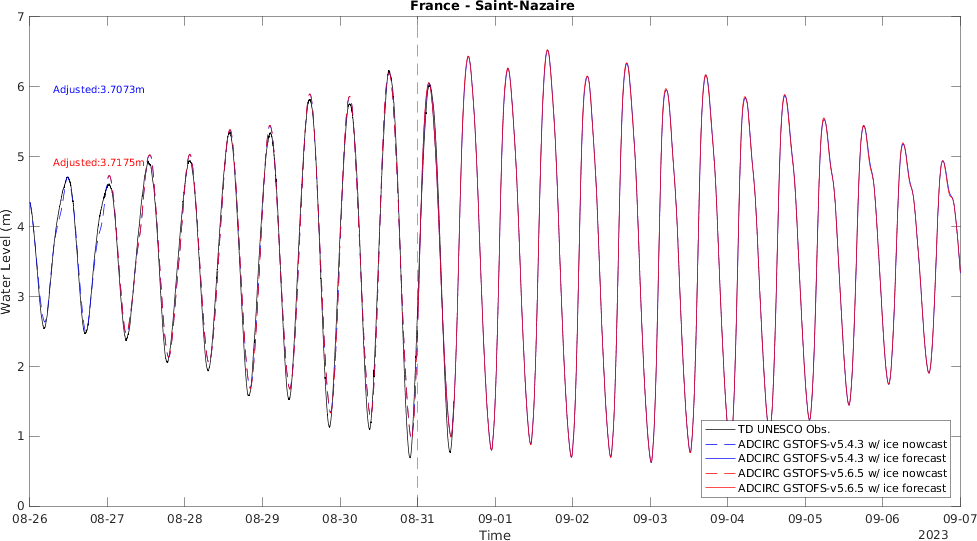 France - Saint-Nazaire
7
6
5
4
3
2
1
0
Water Level (m)
Adjusted:3.7073m
Adjusted:3.7175m
TD UNESCO Obs.
ADCIRC GSTOFS-v5.4.3 w/ ice nowcast
ADCIRC GSTOFS-v5.4.3 w/ ice forecast
ADCIRC GSTOFS-v5.6.5 w/ ice nowcast
ADCIRC GSTOFS-v5.6.5 w/ ice forecast
08-26 08-27 08-28 08-29 08-30 08-31 09-01 09-02 09-03 09-04 09-05 09-06 09-07
Time
2023